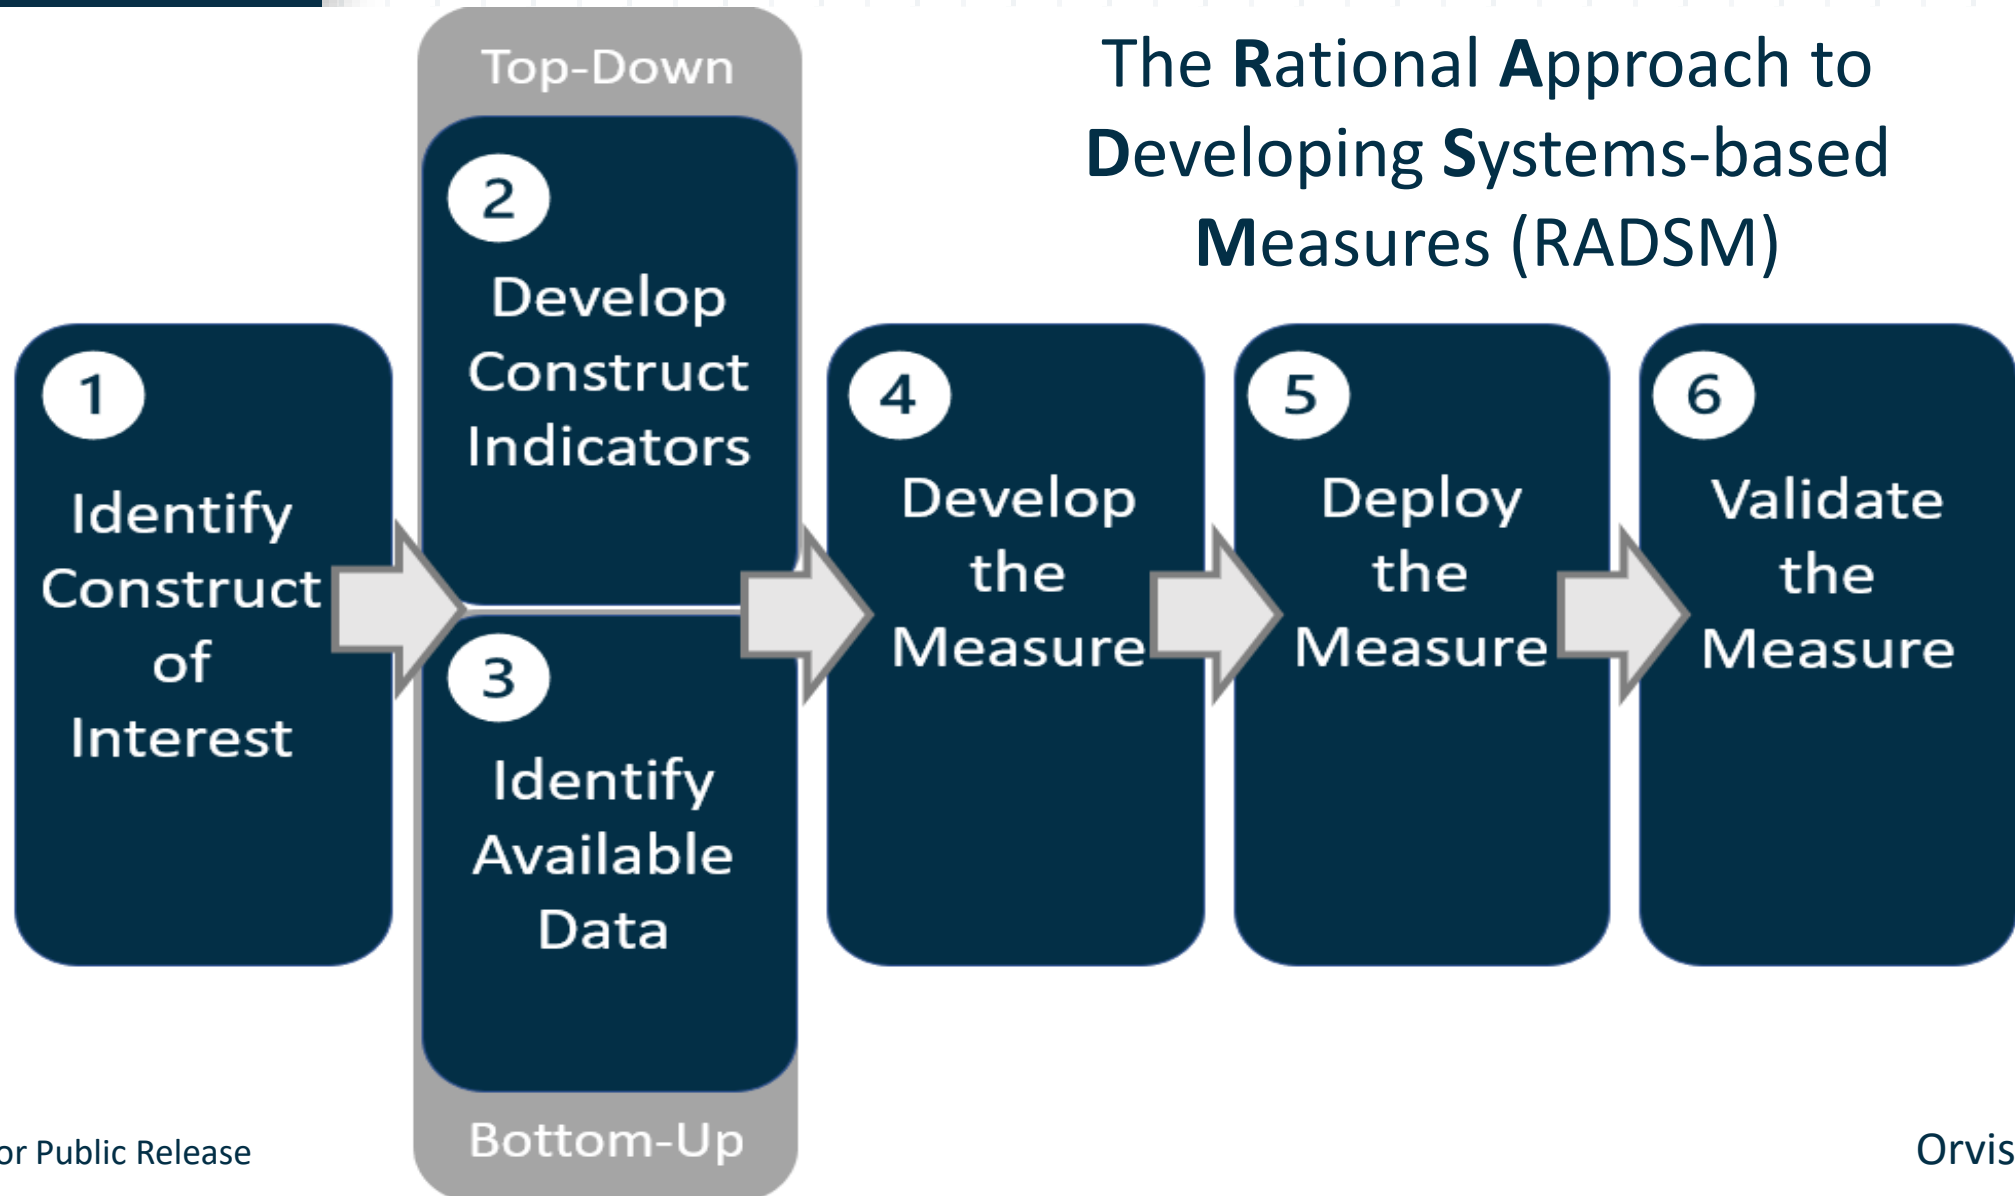 The Rational Approach to
Developing Systems-based
Measures (RADSM)
1
Identify
Construct
of
Interest
Top-Down
2
Develop
Construct
Indicators
3
Identify
Available
Data
Bottom-Up
4
Develop
the
Measure
5
Deploy
the
Measure
6
Validate
the
Measure
or Public Release
Orvis